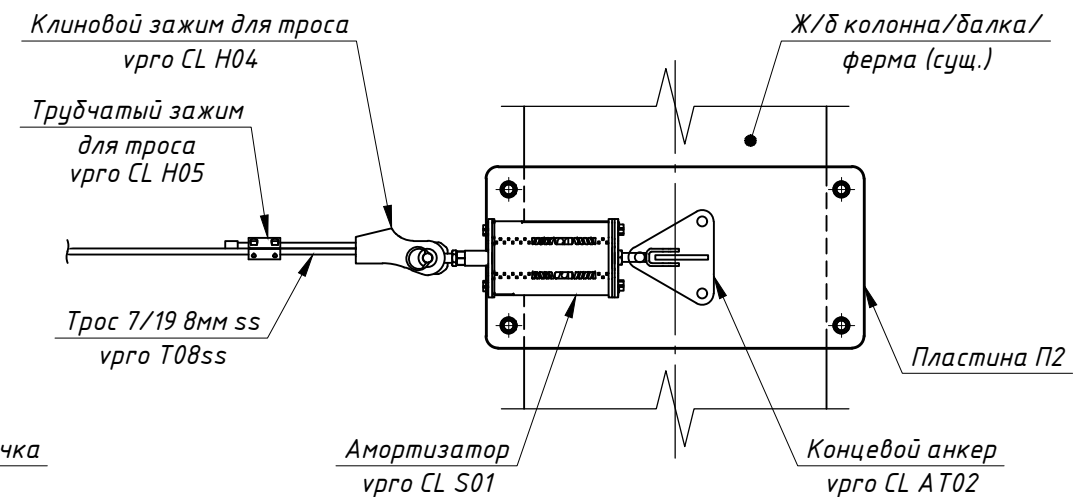 Клиновой зажим для троса
vpro CL H04
Ж/б колонна/балка/
ферма (сущ.)
Трубчатый зажим
для троса
vpro CL H05
Трос 7/19 8мм ss
vpro T08ss
Пластина П2
чка
Амортизатор
vpro CL S01
Концевой анкер
vpro CL AT02